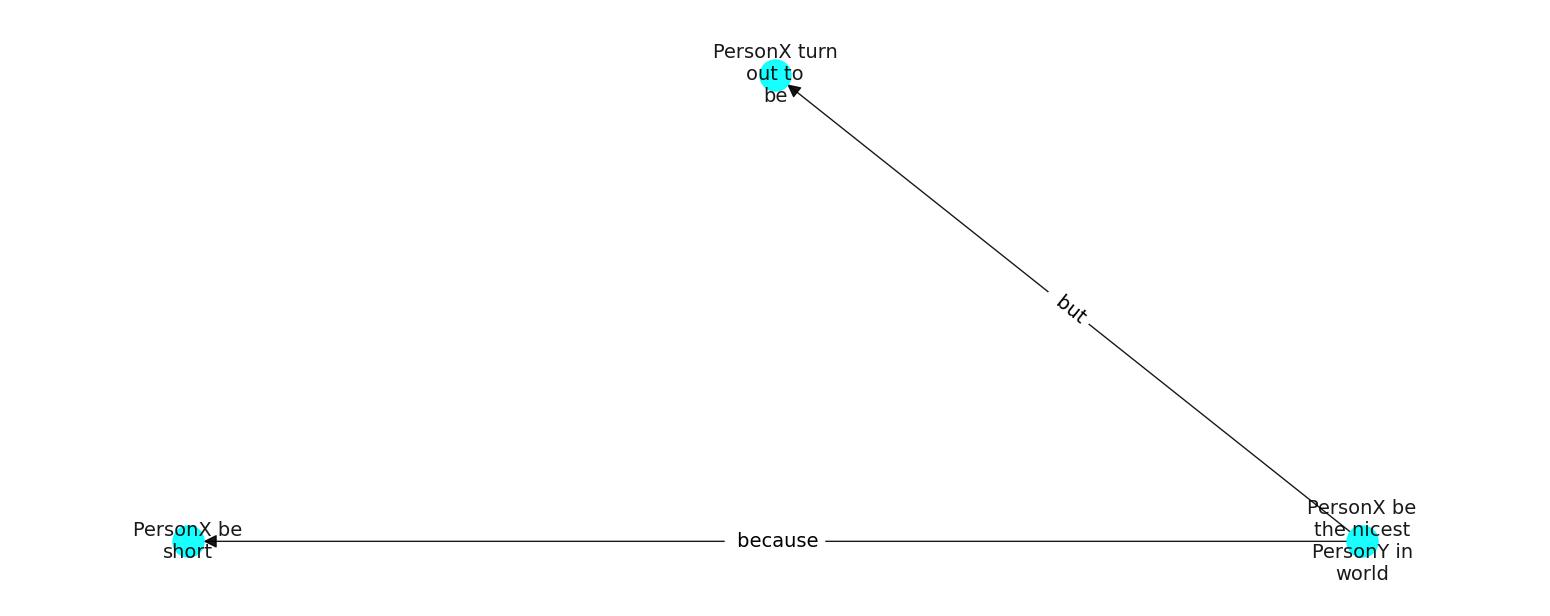 PersonX turn
out to
be
but
PersonX be
short
because
PersonX be
the nicest
PersonY in
world